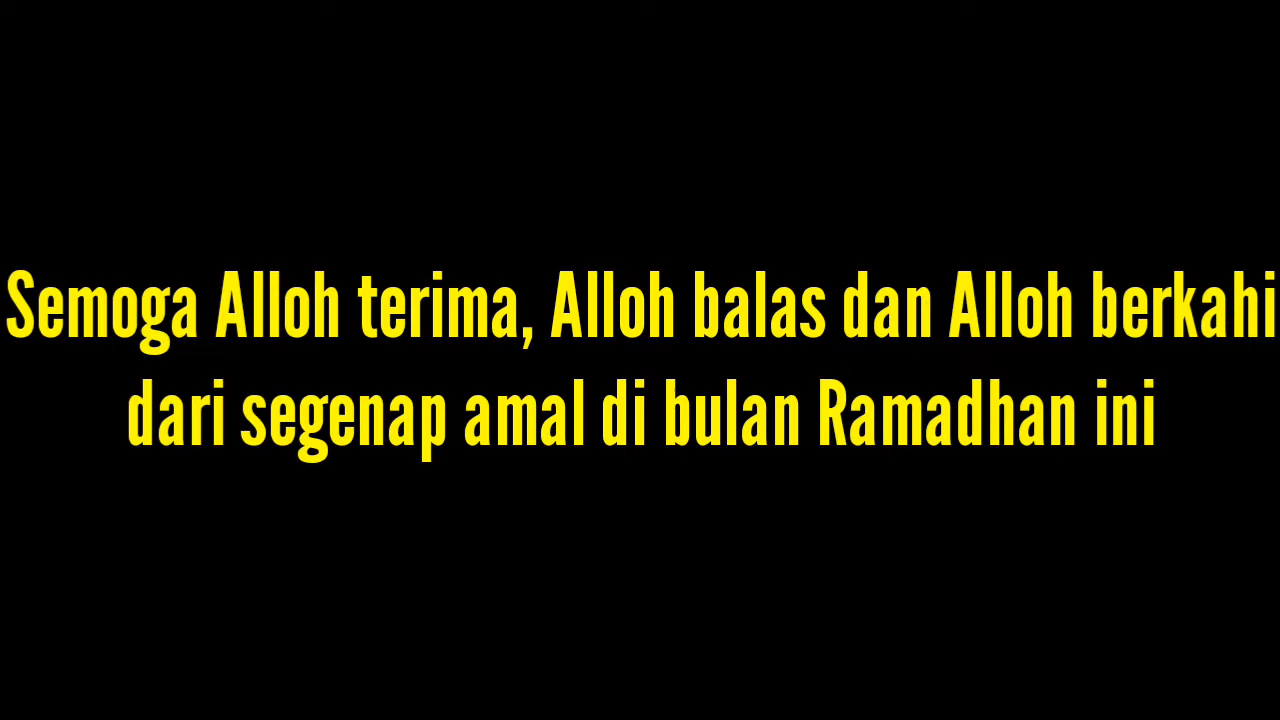 Semoga Alloh terima, Alloh balas dan Alloh berkahi
dari segenap amal di bulan Ramadhan ini